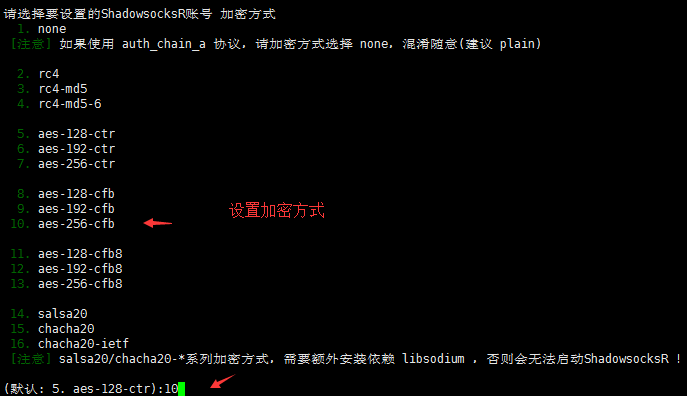 请选择要设置的ShadowsocksR账号 加密方式
1. none
[注意] 如果使用 auth_chain_a 协议, 请加密方式选择 none, 混淆随意(建议 plain)
2. rc4
3. rc4-md5
4. rc4-md5-6
5. aes-128-ctr
6. aes-192-ctr
7. aes-256-ctr
8. aes-128-cfb
9. aes-192-cfb
设置加密方式
10. aes-256-cfb
11. aes-128-cfb8
12. aes-192-cfb8
13. aes-256-cfb8
14. salsa20
15. chacha20
16. chacha20-ietf
[注意] salsa20/chacha20-*系列加密方式, 需要额外安装依赖 libsodium , 否则会无法启动ShadowsocksR !
(默认: 5. aes-128-ctr):10